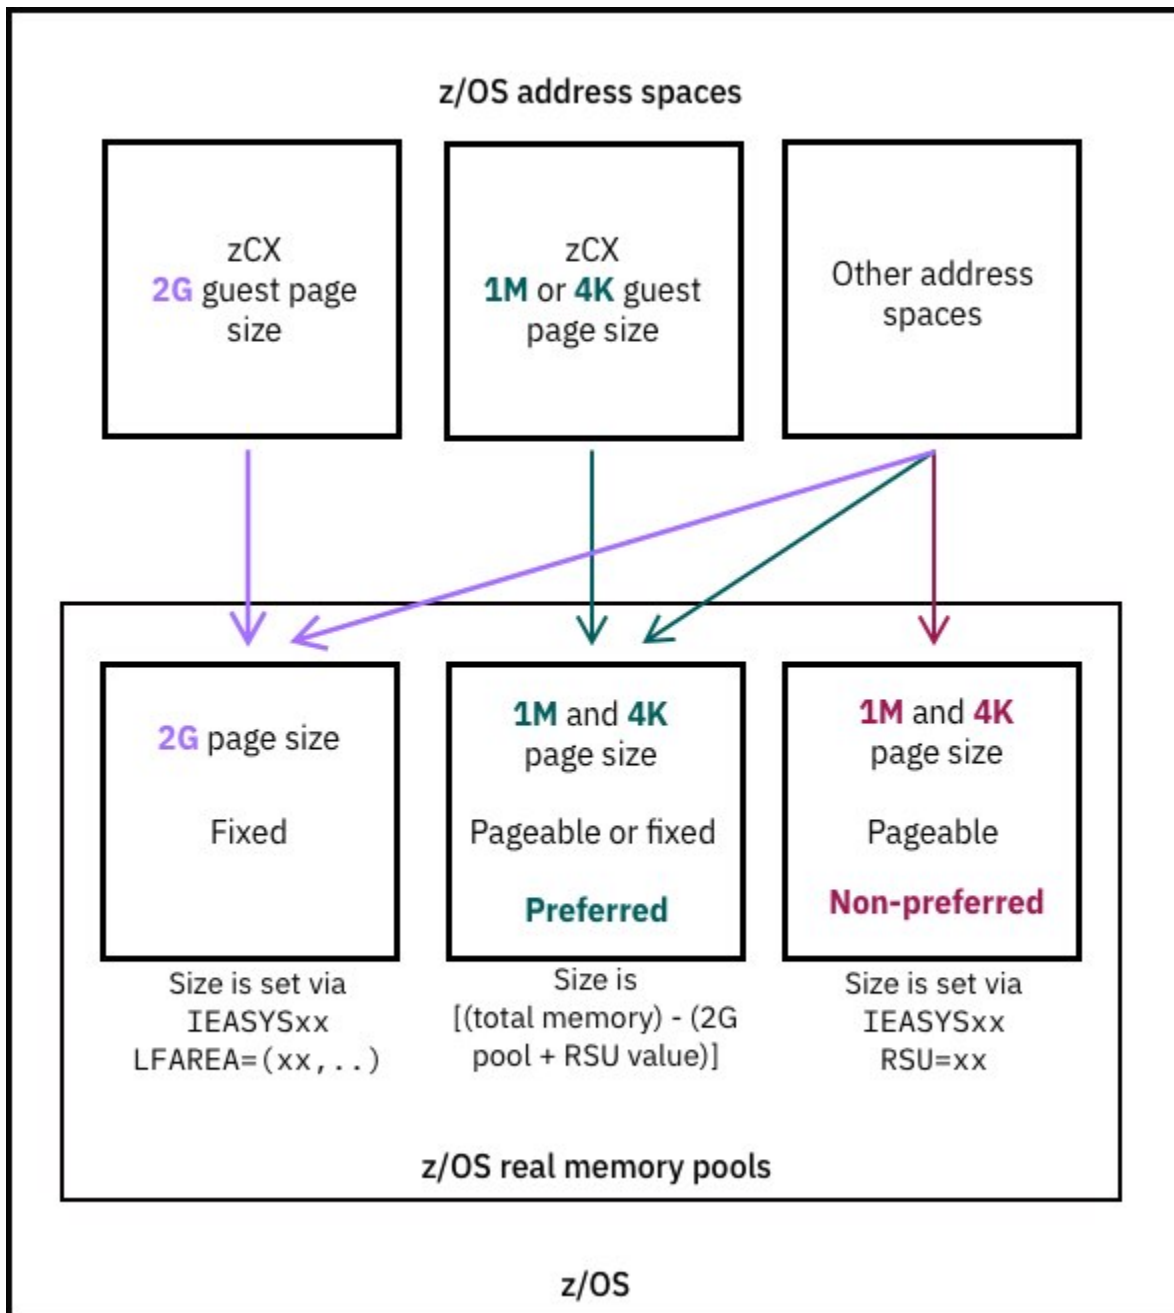 z/OS address spaces
zCX
2G guest page
size
zCX
1M or 4K guest
page size
Other address
spaces
2G page size
Fixed
Size is set via
IEASYSxx
LFAREA=(xx,..)
1M and 4K
page size
Pageable or fixed
Preferred
Size is
[(total memory) - (2G
pool + RSU value)]
1M and 4K
page size
Pageable
Non-preferred
Size is set via
IEASYSxx
RSU=xx
z/OS real memory pools
z/OS